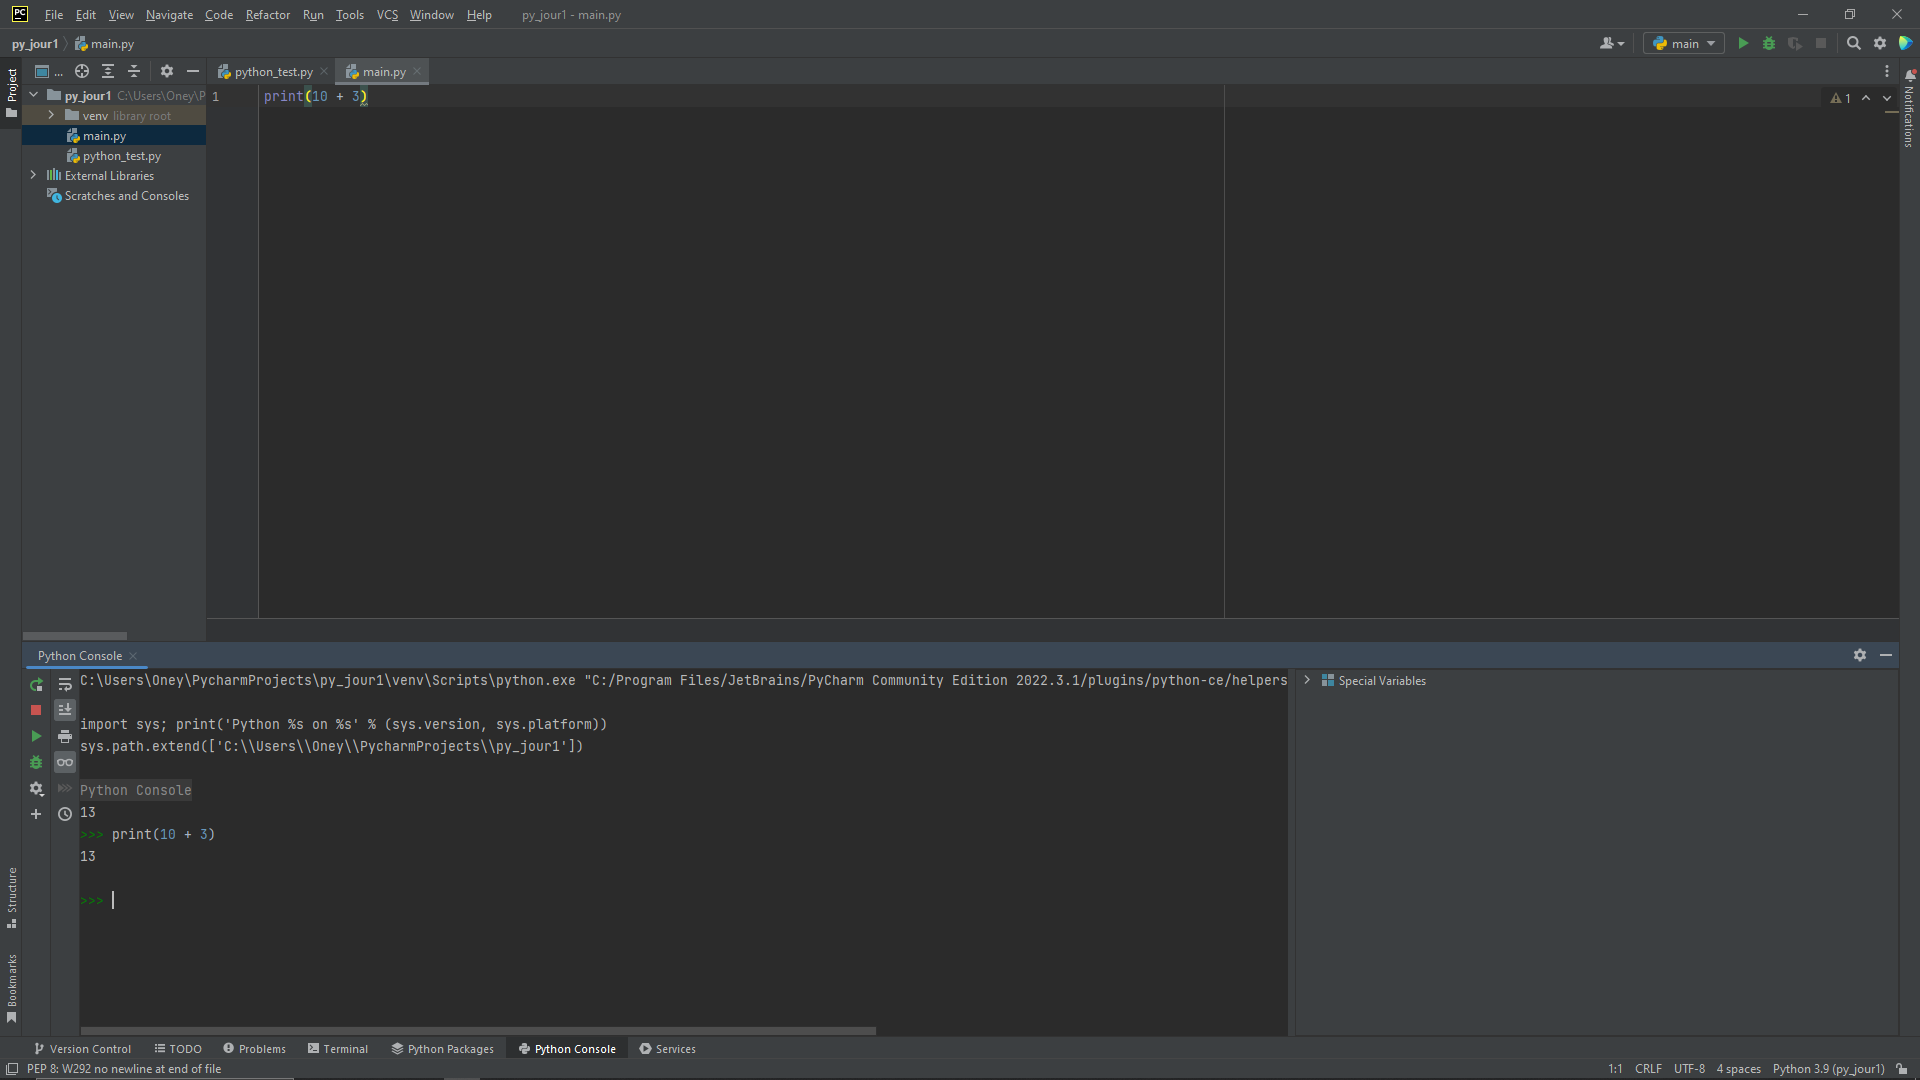 PC File Edit View Navigate Code Refactor Run Tools VCS Window Help py_jour1 - main.py
py_jour1 main.py
main
Project
...
python_test.py
main.py
py_jour1 C:\Users\Oney\P
venv library root
main.py
python_test.py
External Libraries
Scratches and Consoles
1 print(10 + 3)
1
Notifications
Python Console
C:\Users\Oney\PycharmProjects\py_jour1\venv\Scripts\python.exe "C:/Program Files/JetBrains/PyCharm Community Edition 2022.3.1/plugins/python-ce/helpers
import sys; print('Python %s on %s' % (sys.version, sys.platform))
sys.path.extend(['C:\\Users\\Oney\\PycharmProjects\\py_jour1'])
Python Console
13
>>> print(10 + 3)
13
>>>
Special Variables
Structure
Bookmarks
Version Control TODO Problems Terminal Python Packages Python Console Services
PEP 8: W292 no newline at end of file
1:1 CRLF UTF-8 4 spaces Python 3.9 (py_jour1)